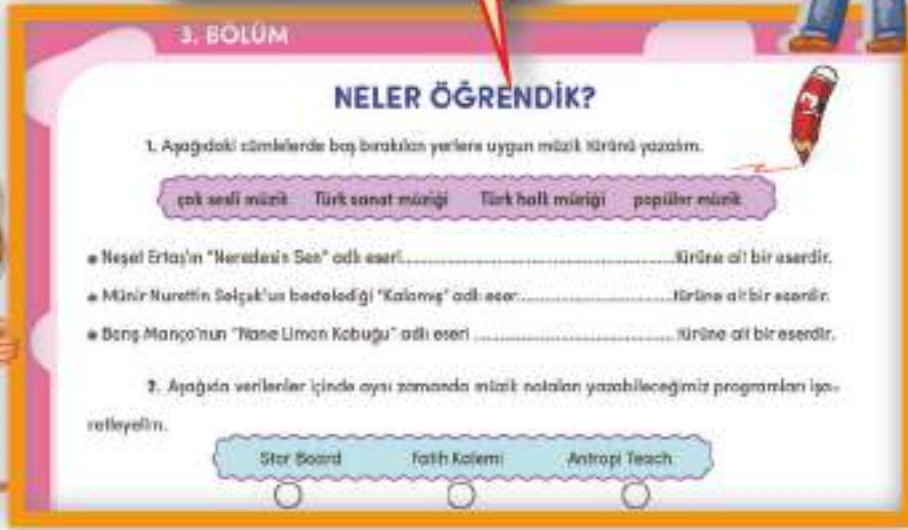 3. BÖLÜM
NELER ÖĞRENDİK?
1. Aşağıdaki cümlelerde boş bırakılan yerlere uygun müzik türünü yazalım.
çok sesli müzik Türk sanat müziği Türk halk müziği popüler müzik
• Neşet Ertaş'ın "Neredesin Sen" adlı eseri........................................türüne ait bir eserdir.
• Münir Nurettin Selçuk'un bestelediği "Kalamış" adlı eser........................türüne ait bir eserdir.
• Barış Manço'nun "Nane Limon Kabuğu" adlı eseri ................................türüne ait bir eserdir.
2. Aşağıda verilenler içinde aynı zamanda müzik notaları yazabileceğimiz programları işa-
retleyelim.
Star Board Fatih Kalemi Antropi Teach